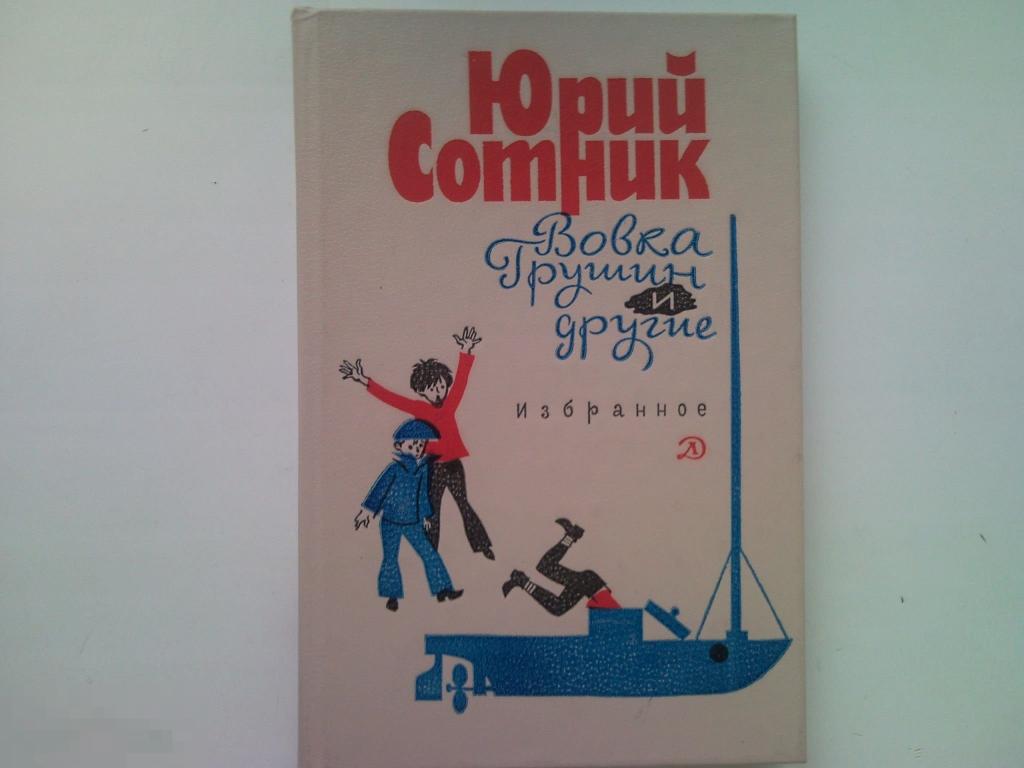 Юрий
Сотник
Вовка
Грушин
и
другие
избранное